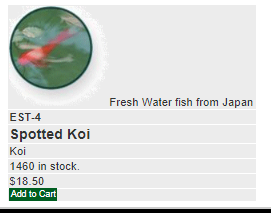 Fresh Water fish from Japan
EST-4
Spotted Koi
Koi
1460 in stock.
$18.50
Add to Cart